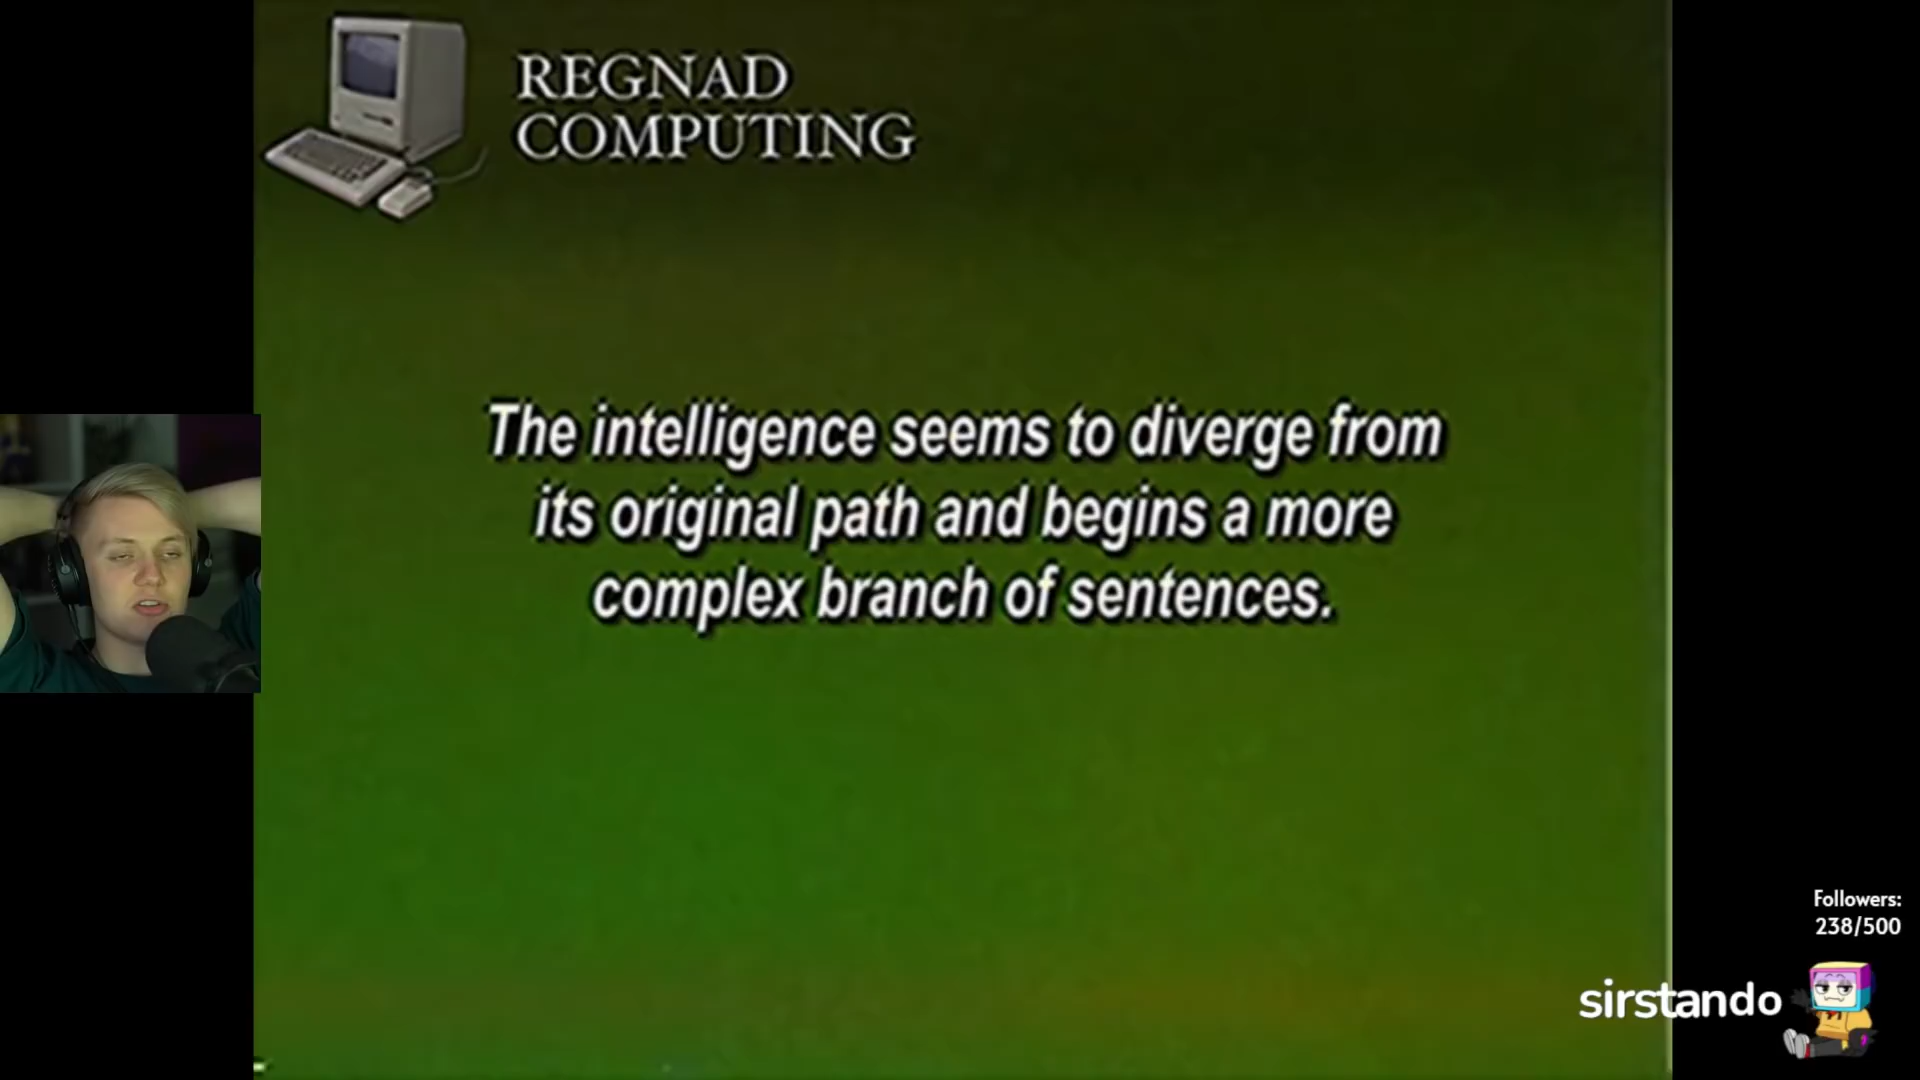 REGNAD
COMPUTING
The intelligence seems to diverge from
its original path and begins a more
complex branch of sentences.
Followers:
238/500
sirstando